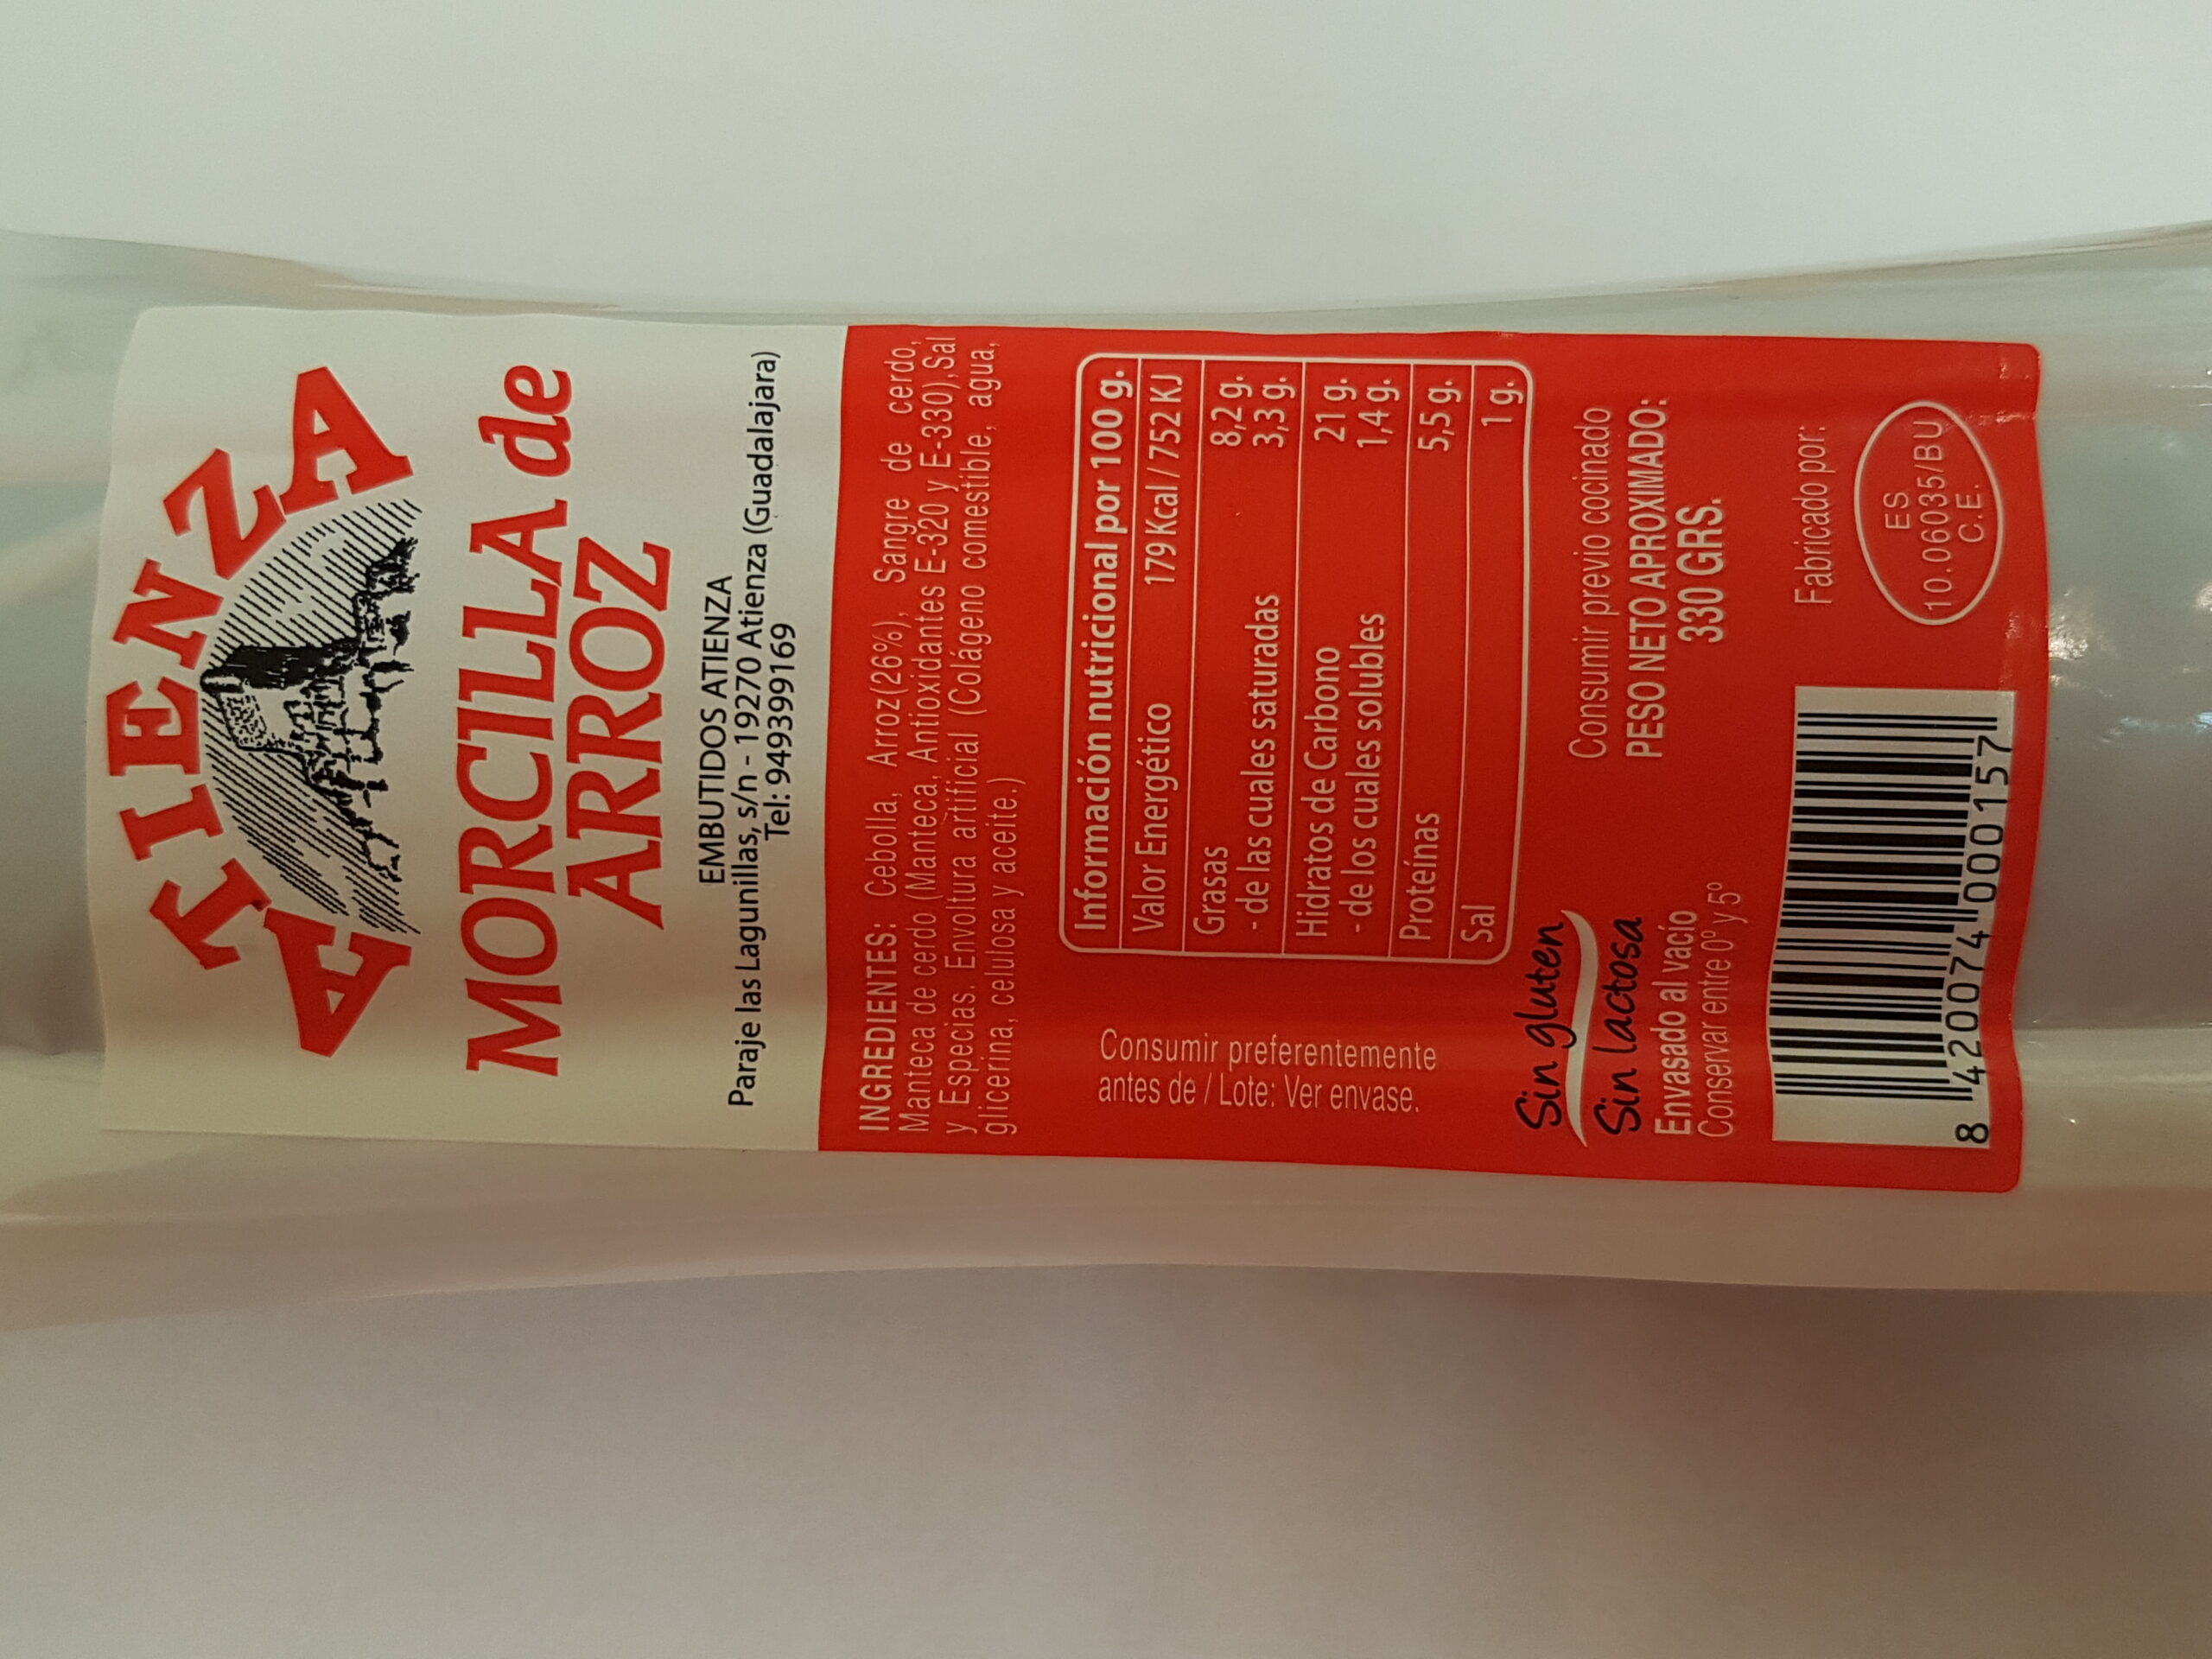 ATIENZA
MORCILLA de
ARROZ
EMBUTIDOS ATIENZA
Paraje las Lagunillas, s/n - 19270 Atienza (Guadalajara)
Tel: 949399169
INGREDIENTES: Cebolla, Arroz(26%), Sangre de cerdo,
Manteca de cerdo (Manteca, Antioxidantes E-320 y E-330),Sal
y Especias. Envoltura artificial (Colágeno comestible, agua,
glicerina, celulosa y aceite.)
Información nutricional por 100 g.
Valor Energético 179 Kcal / 752 KJ
Grasas 8,2 g.
- de las cuales saturadas 3,3 g.
Hidratos de Carbono 21 g.
- de los cuales solubles 1,4 g.
Proteínas 5,5 g.
Sal 1 g.
Consumir preferentemente
antes de / Lote: Ver envase.
Sin gluten
Sin lactosa
Envasado al vacío
Conservar entre 0º y 5º
Consumir previo cocinado
PESO NETO APROXIMADO:
330 GRS.
Fabricado por:
ES
10.06035/BU
C.E.
8 420074 000157